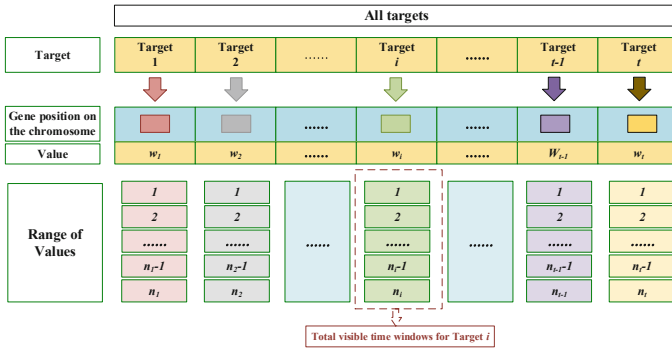 All targets
Target
Target 1
Target 2
......
Target i
......
Target t-1
Target t
Gene position on the chromosome
......
......
Value
w1
w2
......
wi
......
Wt-1
wt
Range of Values
1
2
......
n1-1
n1
1
2
......
n2-1
n2
......
1
2
......
ni-1
ni
......
1
2
......
nt-1-1
nt-1
1
2
......
nt-1
nt
Total visible time windows for Target i